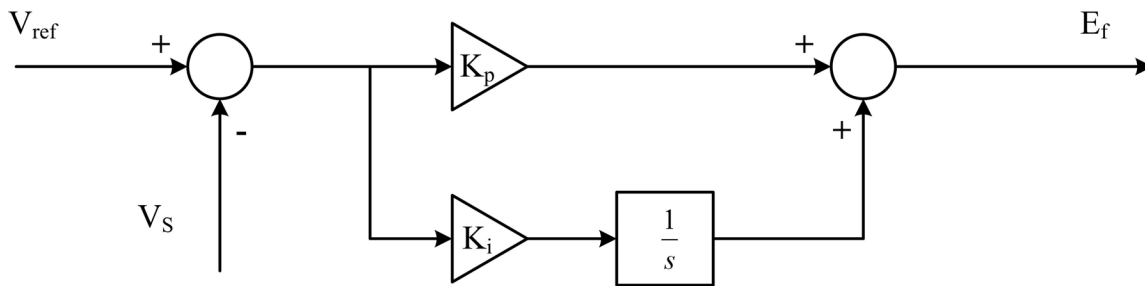 V_ref
E_f
+
+
K_p
-
+
V_S
K_i
1
s